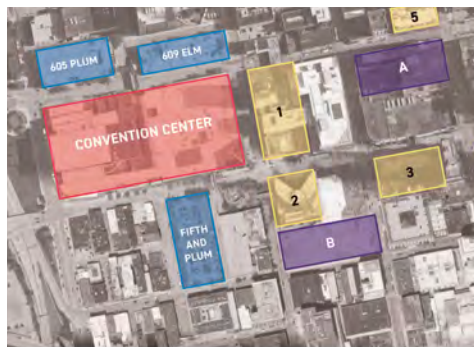 5
605 PLUM
609 ELM
A
1
CONVENTION CENTER
3
2
FIFTH
AND
PLUM
B